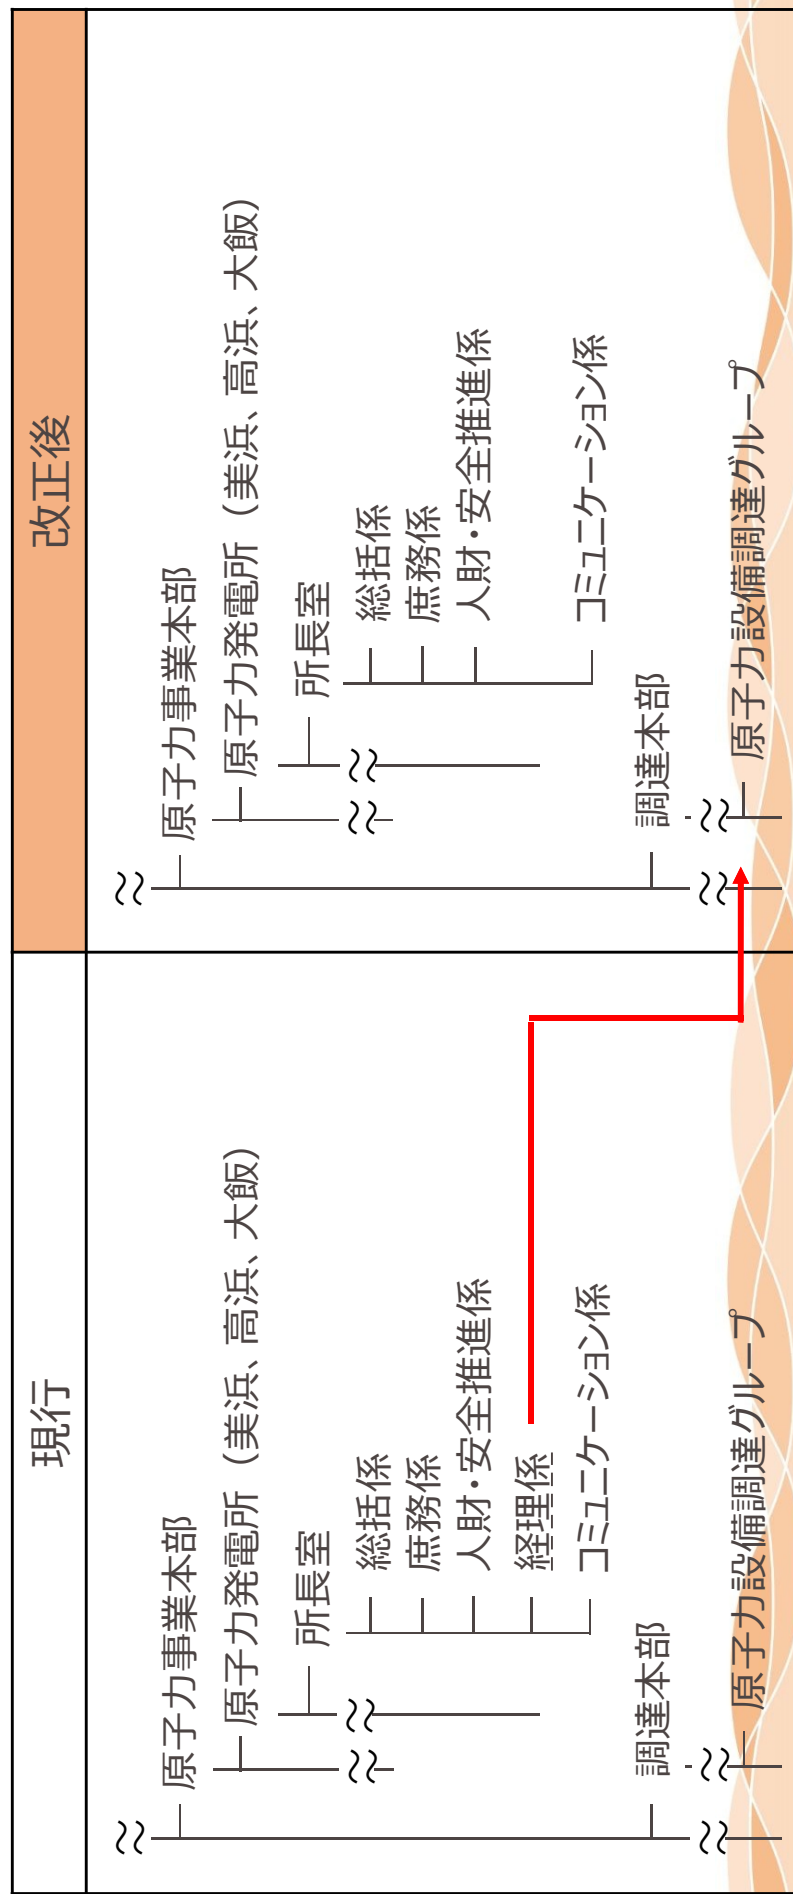 現行
原子力事業本部
原子力発電所（美浜、高浜、大飯）
所長室
総括係
庶務係
人財・安全推進係
経理係
コミュニケーション係
調達本部
原子力設備調達グループ
改正後
原子力事業本部
原子力発電所（美浜、高浜、大飯）
所長室
総括係
庶務係
人財・安全推進係
コミュニケーション係
調達本部
原子力設備調達グループ